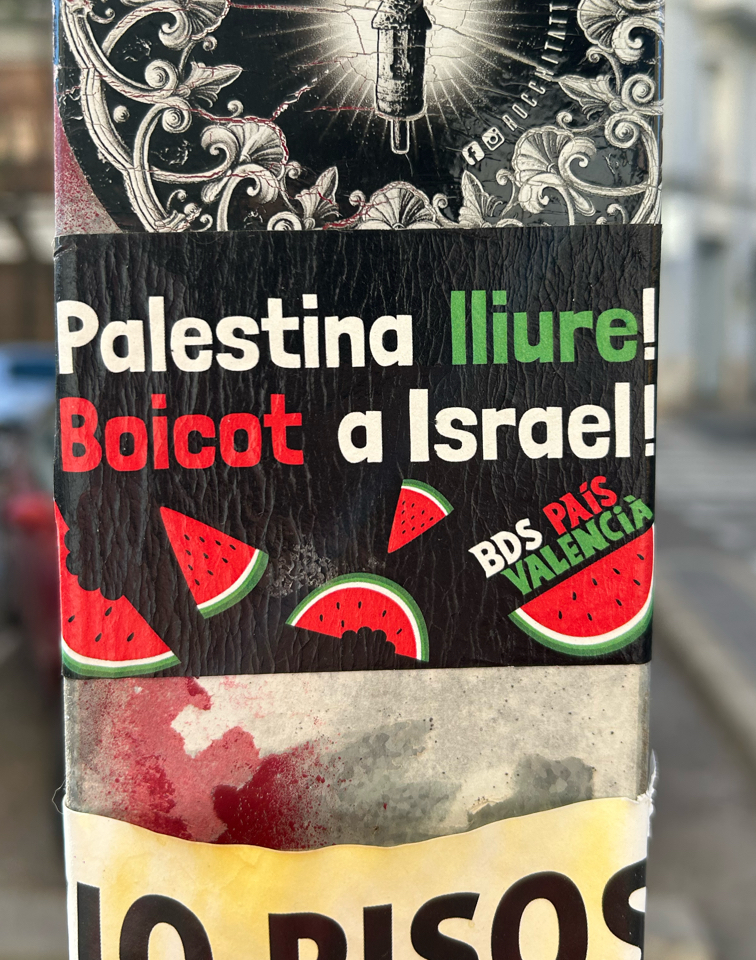 Palestina lliure!
Boicot a Israel!
BDS PAÍS
VALENCIÀ